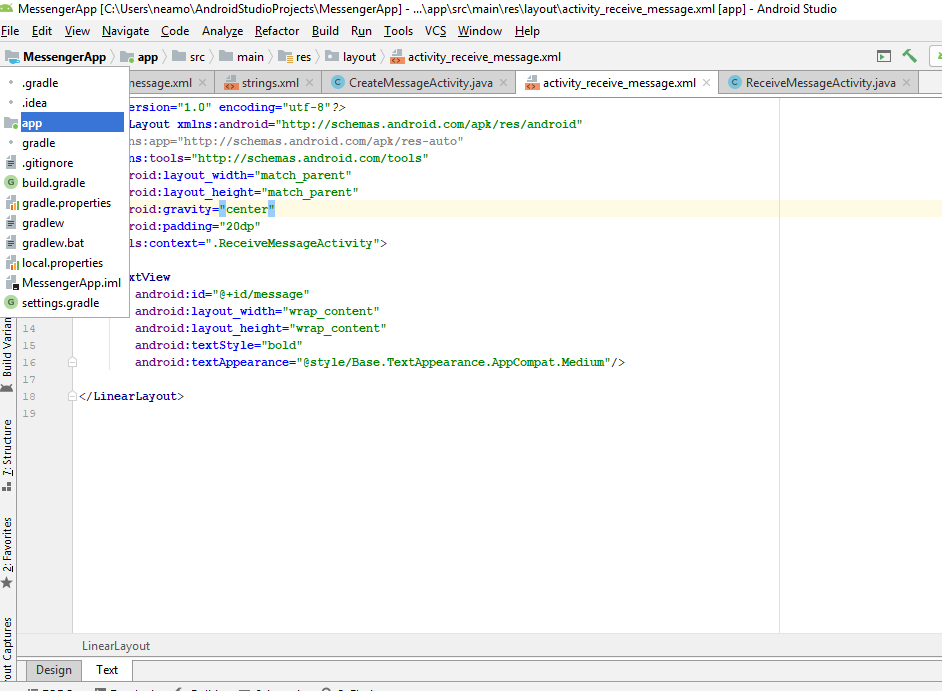 MessengerApp [C:\Users\neamo\AndroidStudioProjects\MessengerApp] - ...\app\src\main\res\layout\activity_receive_message.xml [app] - Android Studio
File Edit View Navigate Code Analyze Refactor Build Run Tools VCS Window Help
MessengerApp app src main res layout activity_receive_message.xml
.gradle
.idea
app
gradle
.gitignore
build.gradle
gradle.properties
gradlew
gradlew.bat
local.properties
MessengerApp.iml
settings.gradle
nessage.xml strings.xml CreateMessageActivity.java activity_receive_message.xml ReceiveMessageActivity.java
ersion="1.0" encoding="utf-8"?>
Layout xmlns:android="http://schemas.android.com/apk/res/android"
ns:app="http://schemas.android.com/apk/res-auto"
ns:tools="http://schemas.android.com/tools"
roid:layout_width="match_parent"
roid:layout_height="match_parent"
roid:gravity="center"
roid:padding="20dp"
ls:context=".ReceiveMessageActivity">
xtView
android:id="@+id/message"
android:layout_width="wrap_content"
14 android:layout_height="wrap_content"
15 android:textStyle="bold"
16 android:textAppearance="@style/Base.TextAppearance.AppCompat.Medium"/>
17
18 </LinearLayout>
19
Build Varian
7: Structure
2: Favorites
out Captures
LinearLayout
Design Text